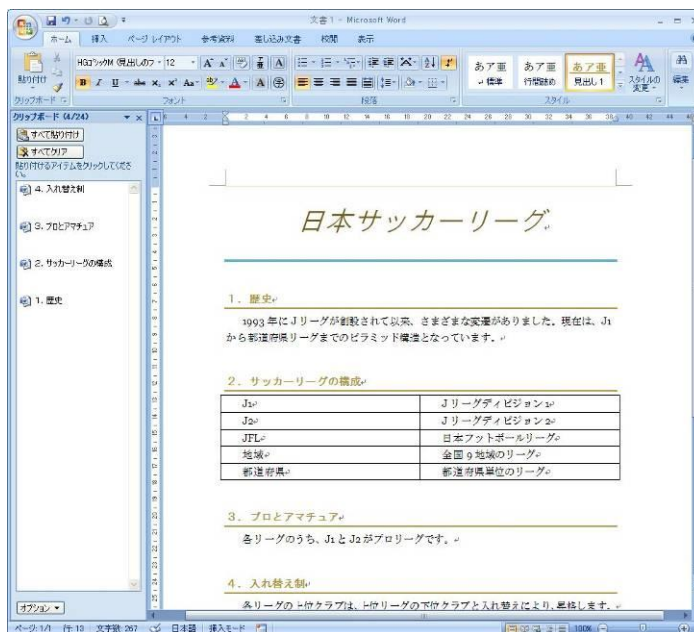 文書1 - Microsoft Word
ホーム 挿入 ページ レイアウト 参考資料 差し込み文書 校閲 表示
貼り付け
クリップボード フォント 段落 スタイル 編集
あア亜 あア亜 あア亜
標準 行間詰め 見出し 1
スタイルの
変更
12
クリップボード (4/24)
すべて貼り付け
すべてクリア
貼り付けるアイテムをクリックしてくださ
い。
4. 入れ替え制
3. プロとアマチュア
2. サッカーリーグの構成
1. 歴史
オプション
日本サッカーリーグ
1. 歴史
1993 年に J リーグが創設されて以来、さまざまな変遷がありました。現在は、J1
から都道府県リーグまでのピラミッド構造となっています。
2. サッカーリーグの構成
J1 J リーグディビジョン 1
J2 J リーグディビジョン 2
JFL 日本フットボールリーグ
地域 全国 9 地域のリーグ
都道府県 都道府県単位のリーグ
3. プロとアマチュア
各リーグのうち、J1 と J2 がプロリーグです。
4. 入れ替え制
各リーグの上位クラブは、上位リーグの下位クラブと入れ替えにより、昇格します。
ページ: 1/1 行: 13 文字数: 267 日本語 挿入モード 100%